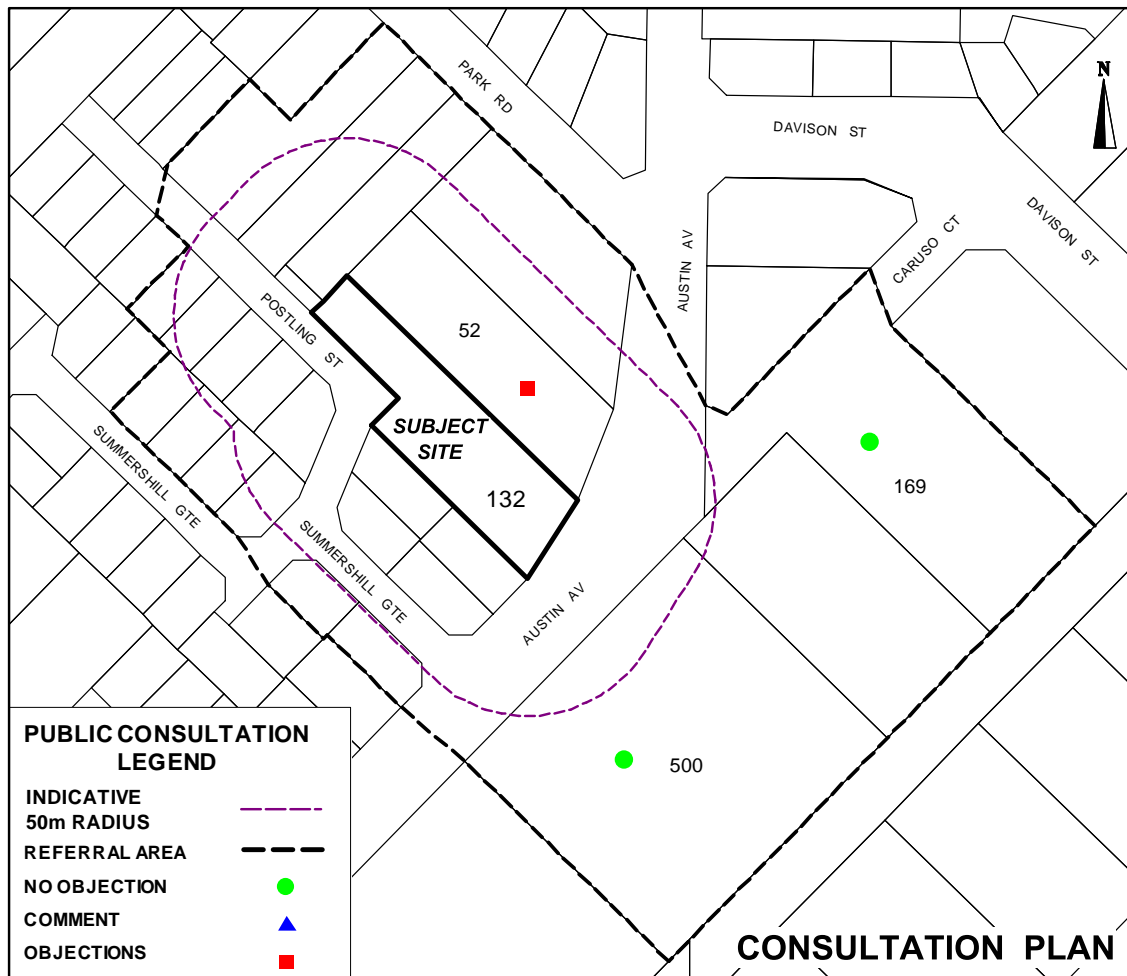 PARK RD
N
DAVISON ST
DAVISON ST
CARUSO CT
AUSTIN AV
POSTLING ST
52
SUBJECT
SITE
132
169
SUMMERSHILL GTE
SUMMERSHILL GTE
AUSTIN AV
500
PUBLIC CONSULTATION
LEGEND
INDICATIVE
50m RADIUS
REFERRAL AREA
NO OBJECTION
COMMENT
OBJECTIONS
CONSULTATION PLAN